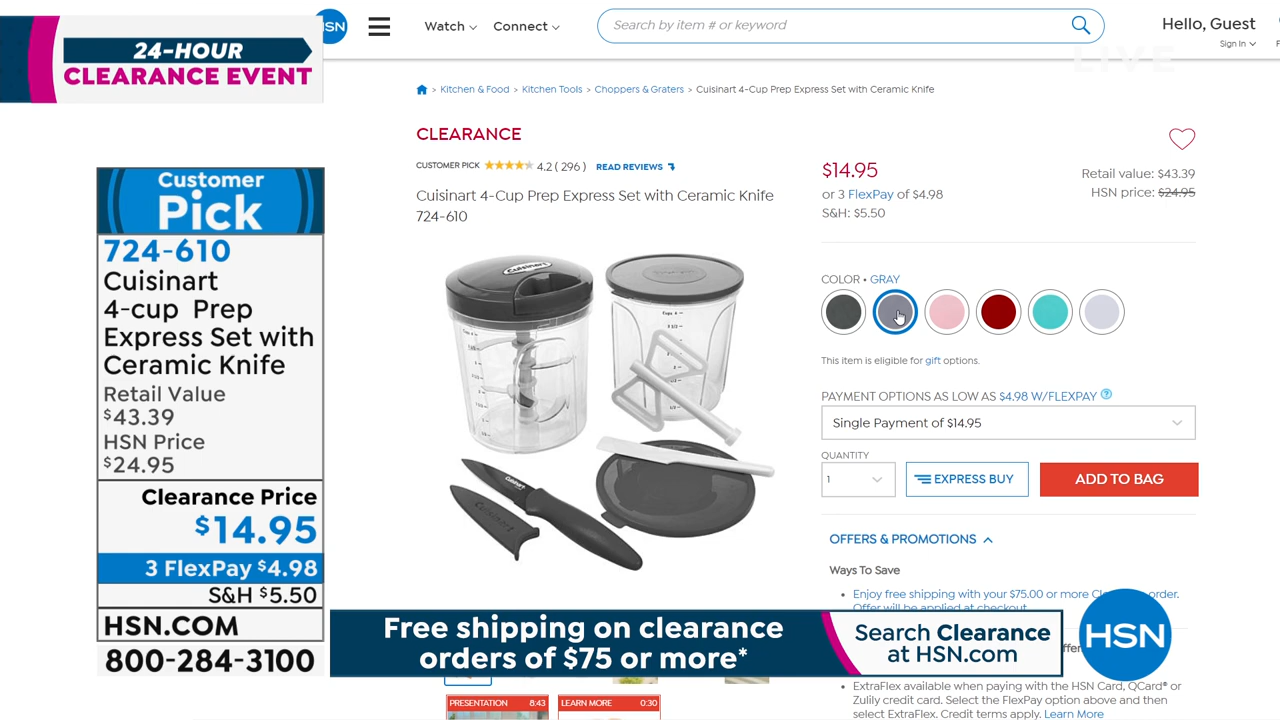 24-HOUR
CLEARANCE EVENT
HSN
Watch
Connect
Search by item # or keyword
Hello, Guest
Sign In
LIVE
> Kitchen & Food > Kitchen Tools > Choppers & Graters > Cuisinart 4-Cup Prep Express Set with Ceramic Knife
CLEARANCE
CUSTOMER PICK 4.2 ( 296 ) READ REVIEWS
Cuisinart 4-Cup Prep Express Set with Ceramic Knife
724-610
$14.95
or 3 FlexPay of $4.98
S&H: $5.50
Retail value: $43.39
HSN price: $24.95
Customer
Pick
724-610
Cuisinart
4-cup Prep
Express Set with
Ceramic Knife
Retail Value
$43.39
HSN Price
$24.95
Clearance Price
$14.95
3 FlexPay $4.98
S&H $5.50
HSN.COM
800-284-3100
Cuisinart
Cuisinart
Cuisinart
COLOR • GRAY
This item is eligible for gift options.
PAYMENT OPTIONS AS LOW AS $4.98 W/FLEXPAY ?
Single Payment of $14.95
QUANTITY
1
EXPRESS BUY
ADD TO BAG
OFFERS & PROMOTIONS
Ways To Save
• Enjoy free shipping with your $75.00 or more order.
Offer will be applied at checkout
Free shipping on clearance
orders of $75 or more*
Search Clearance
at HSN.com
HSN
• ExtraFlex available when paying with the HSN Card, QCard® or
Zulily credit card. Select the FlexPay option above and then
select ExtraFlex. Credit terms apply. Learn More
PRESENTATION 8:43
LEARN MORE 0:30